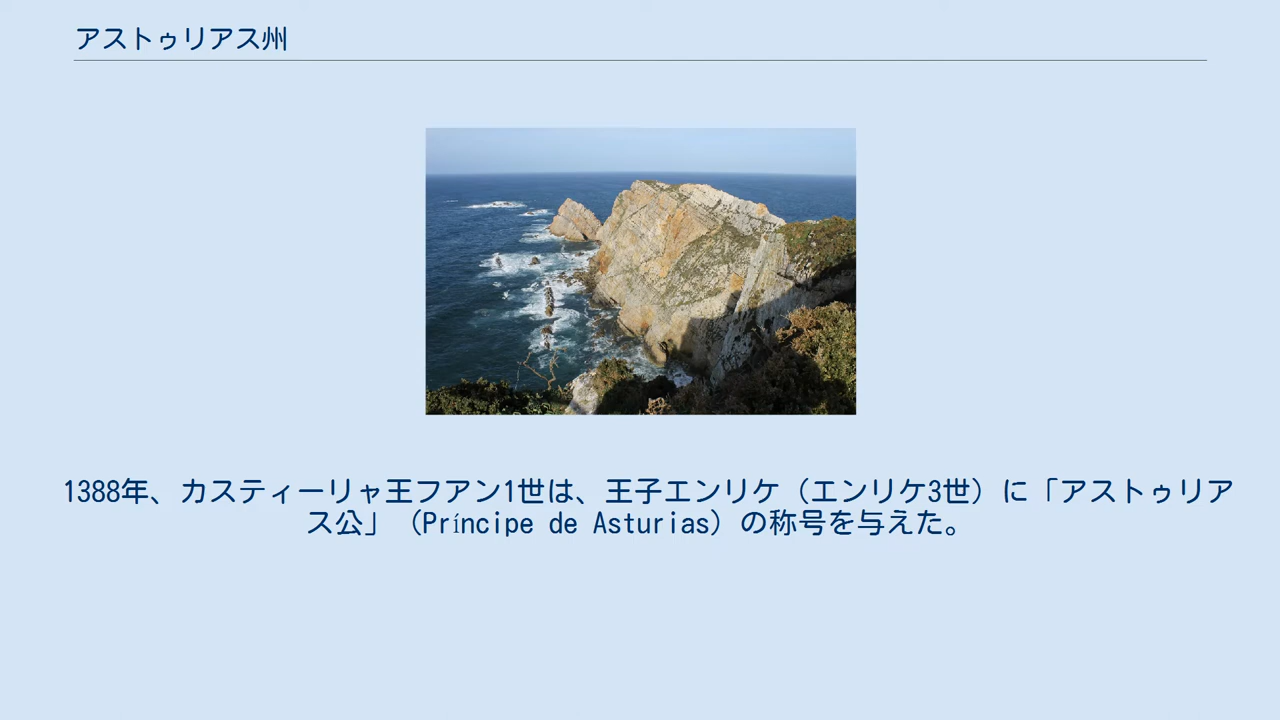 アストゥリアス州
1388年、カスティーリャ王フアン1世は、王子エンリケ（エンリケ3世）に「アストゥリア
ス公」（Príncipe de Asturias）の称号を与えた。